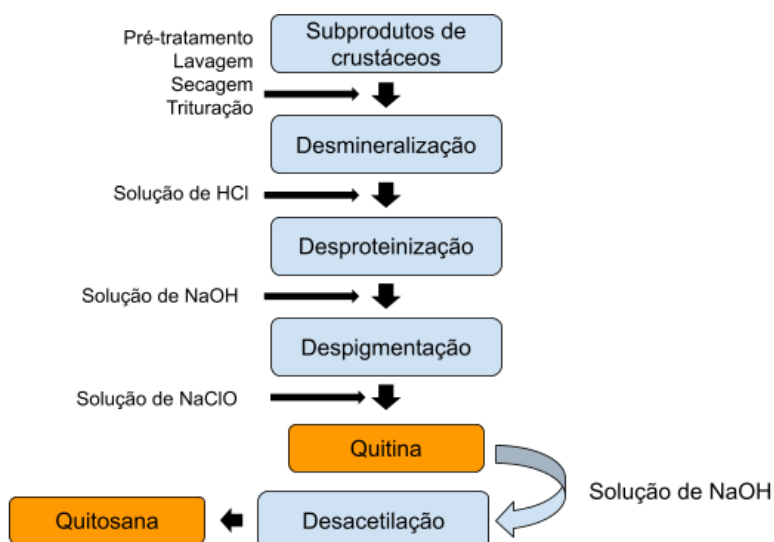 Pré-tratamento
Lavagem
Secagem
Trituração
Subprodutos de
crustáceos
Desmineralização
Solução de HCl
Desproteinização
Solução de NaOH
Despigmentação
Solução de NaClO
Quitina
Solução de NaOH
Quitosana
Desacetilação